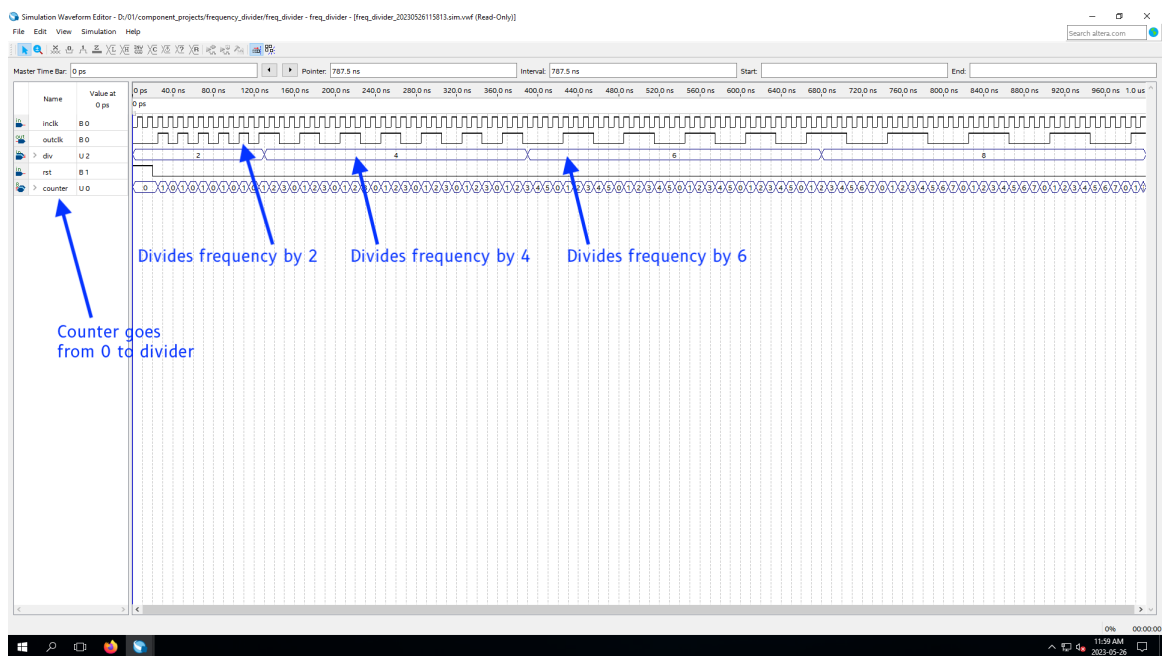 Simulation Waveform Editor - D:/01/component_projects/frequency_divider/freq_divider - freq_divider - [freq_divider_20230526115813.sim.vwf (Read-Only)]
File Edit View Simulation Help
Search altera.com
Master Time Bar: 0 ps Pointer: 787.5 ns Interval: 787.5 ns Start: End:
Name Value at 0 ps
0 ps 40.0 ns 80.0 ns 120.0 ns 160.0 ns 200.0 ns 240.0 ns 280.0 ns 320.0 ns 360.0 ns 400.0 ns 440.0 ns 480.0 ns 520.0 ns 560.0 ns 600.0 ns 640.0 ns 680.0 ns 720.0 ns 760.0 ns 800.0 ns 840.0 ns 880.0 ns 920.0 ns 960.0 ns 1.0 us
0 ps
in inclk B 0
out outclk B 0
div U 2 2 4 6 8
in rst B 1
counter U 0
Divides frequency by 2 Divides frequency by 4 Divides frequency by 6
Counter goes
from 0 to divider
0% 00:00:00
11:59 AM
2023-05-26